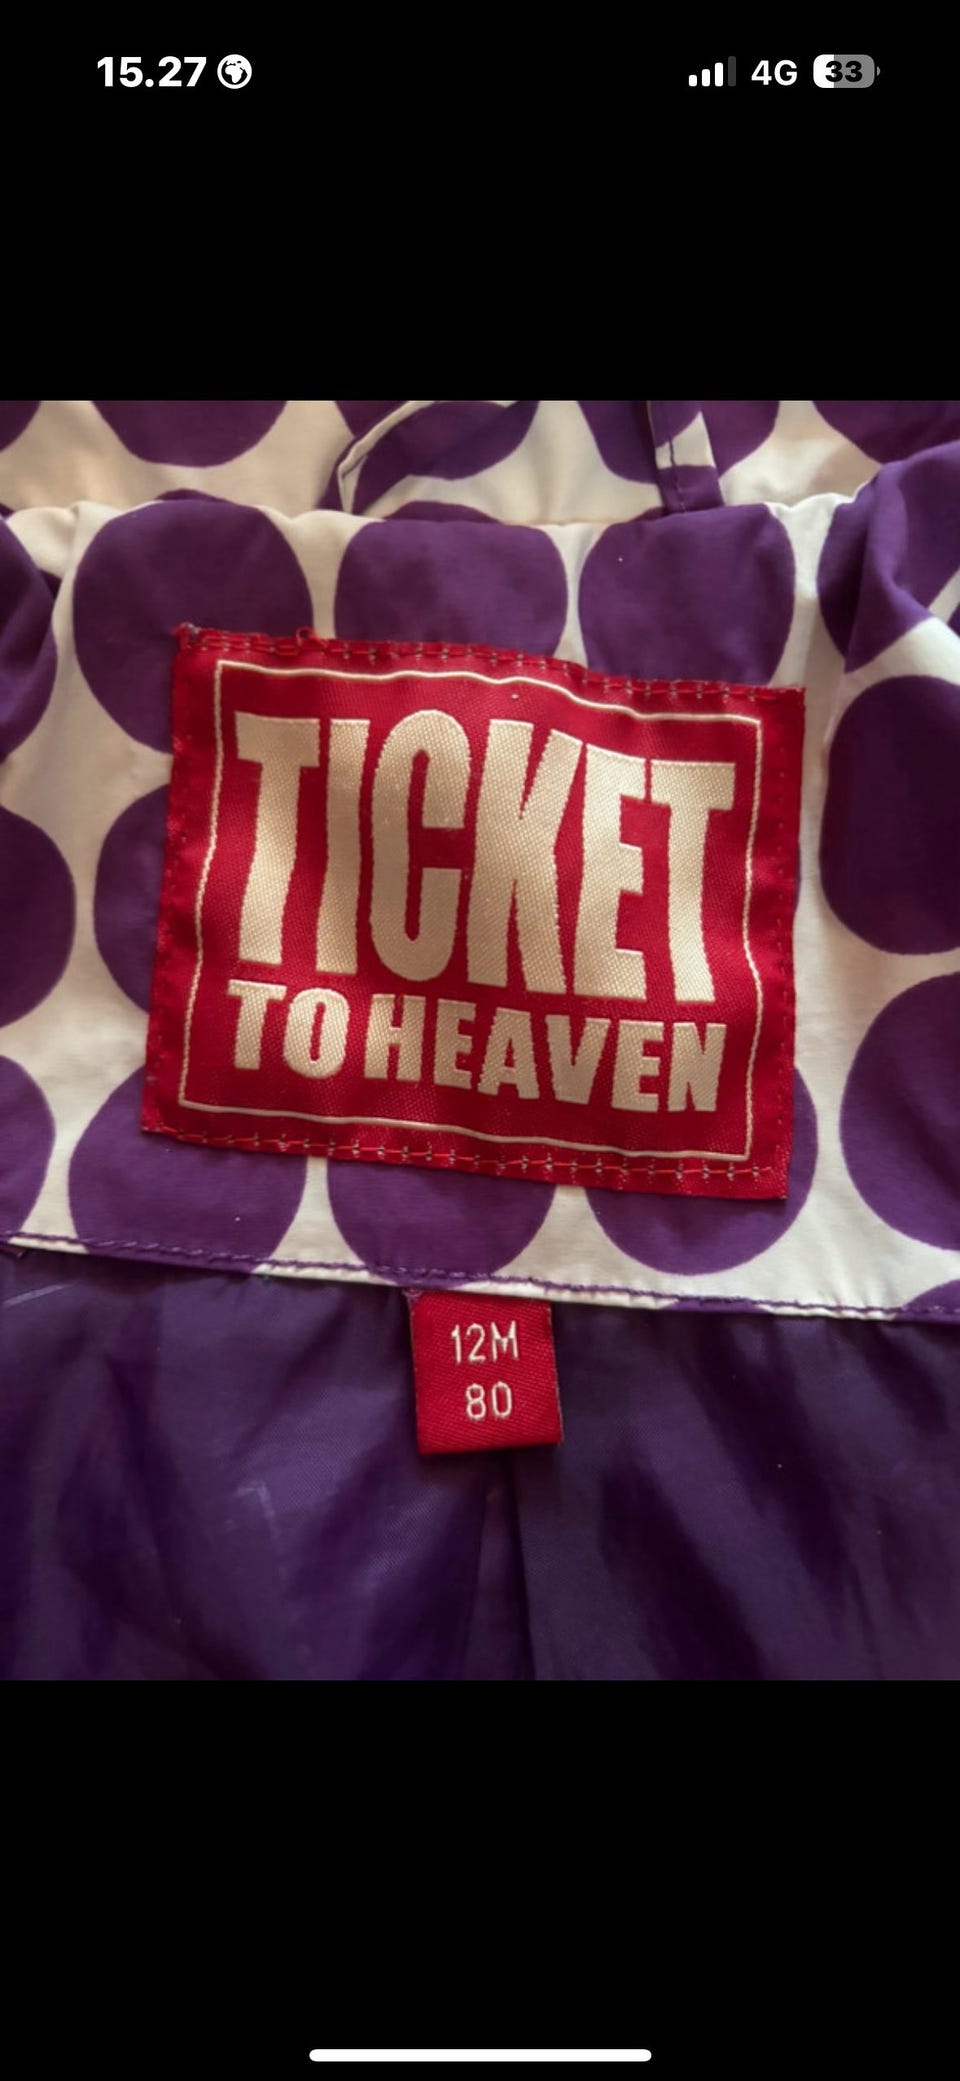 15.27 4G 33
TICKET
TO HEAVEN
12M
80